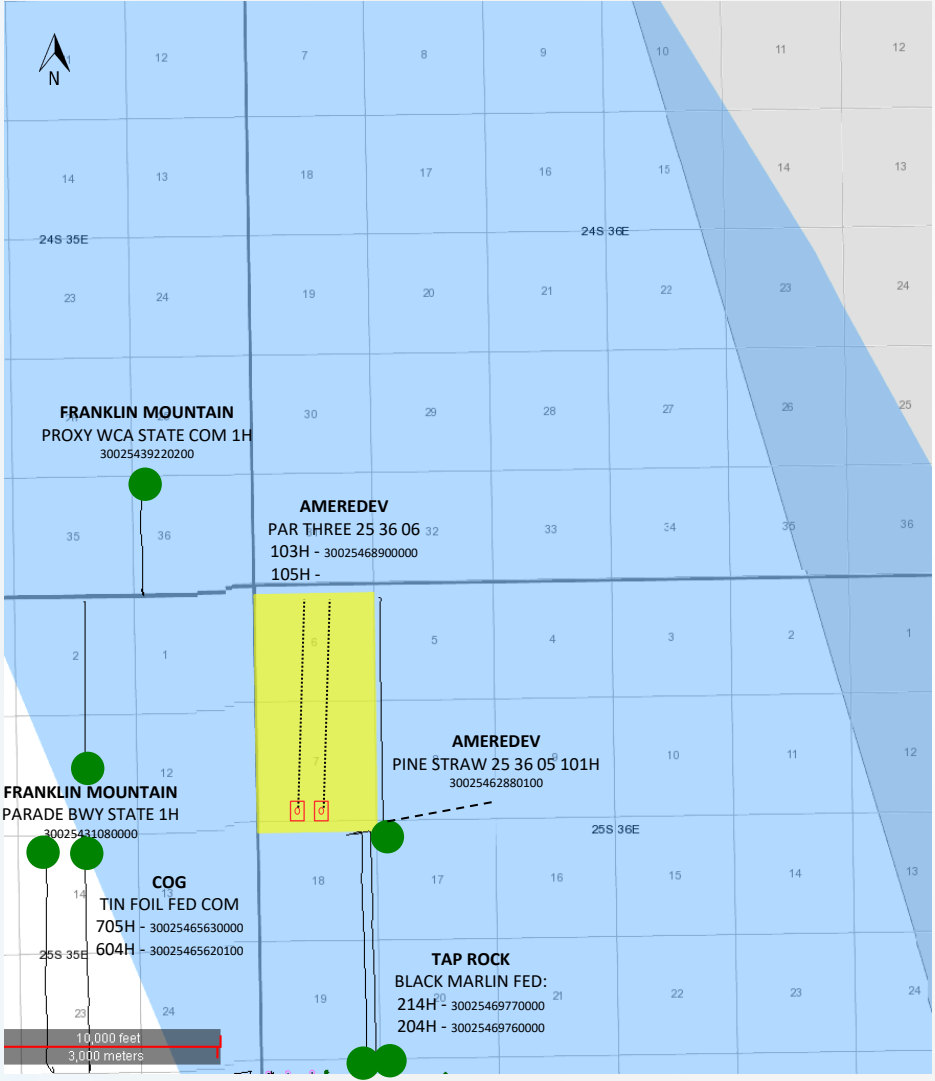 12
7
8
9
10
11
12
N
14
13
18
17
16
15
14
13
24S 35E
24S 36E
23
24
19
20
21
22
23
24
30
29
28
27
26
25
FRANKLIN MOUNTAIN
PROXY WCA STATE COM 1H
30025439220200
AMEREDEV
PAR THREE 25 36 06
103H - 30025468900000
105H -
35
36
32
33
34
35
36
2
1
6
5
4
3
2
1
12
7
9
10
11
12
AMEREDEV
PINE STRAW 25 36 05 101H
30025462880100
FRANKLIN MOUNTAIN
PARADE BWY STATE 1H
30025431080000
25S 36E
14
13
18
17
16
15
14
13
COG
TIN FOIL FED COM
705H - 30025465630000
604H - 30025465620100
25S 35E
TAP ROCK
BLACK MARLIN FED:
214H - 30025469770000
204H - 30025469760000
23
24
19
20
21
22
23
24
10,000 feet
3,000 meters